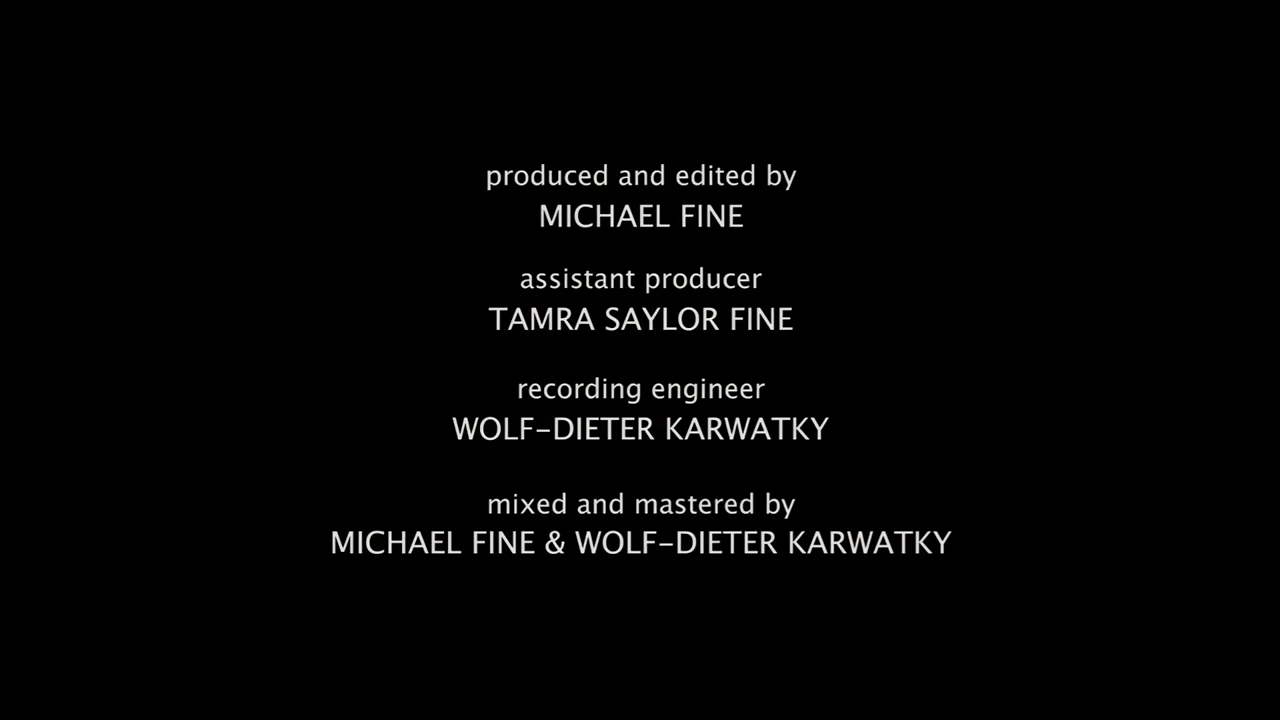 produced and edited by
MICHAEL FINE
assistant producer
TAMRA SAYLOR FINE
recording engineer
WOLF–DIETER KARWATKY
mixed and mastered by
MICHAEL FINE & WOLF–DIETER KARWATKY